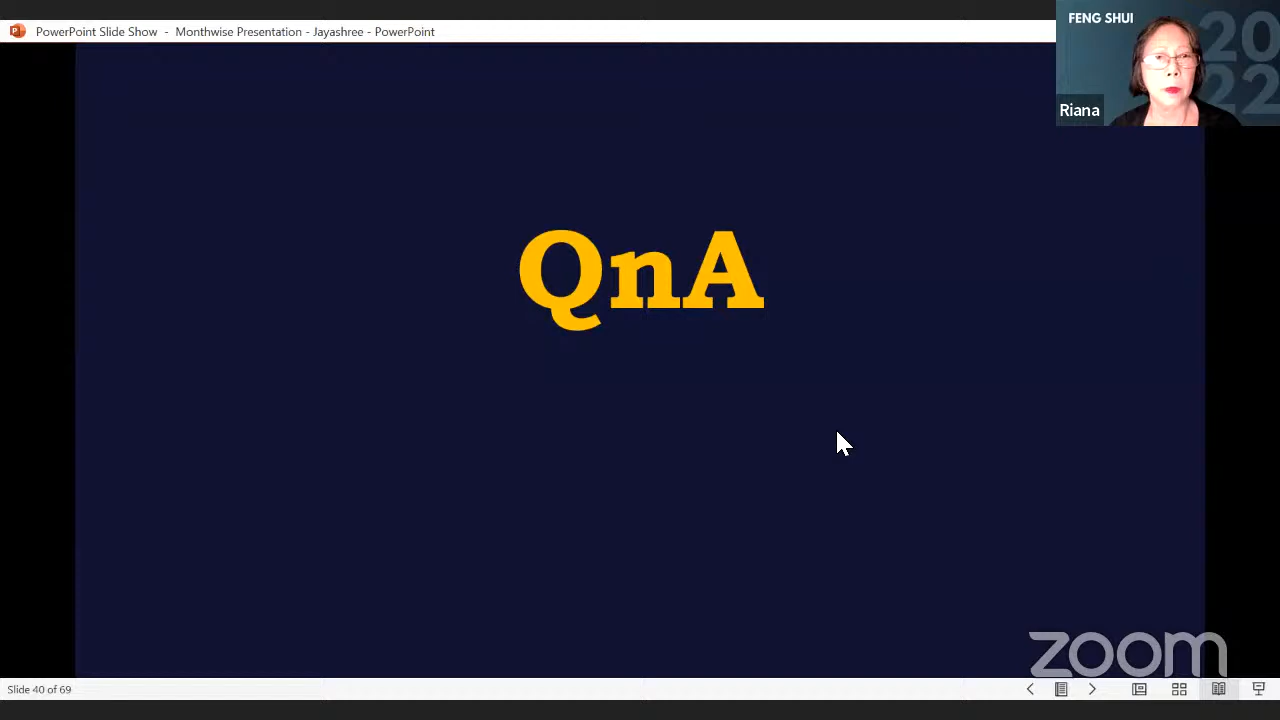 PowerPoint Slide Show - Monthwise Presentation - Jayashree - PowerPoint
FENG SHUI
20
22
Riana
QnA
zoom
Slide 40 of 69